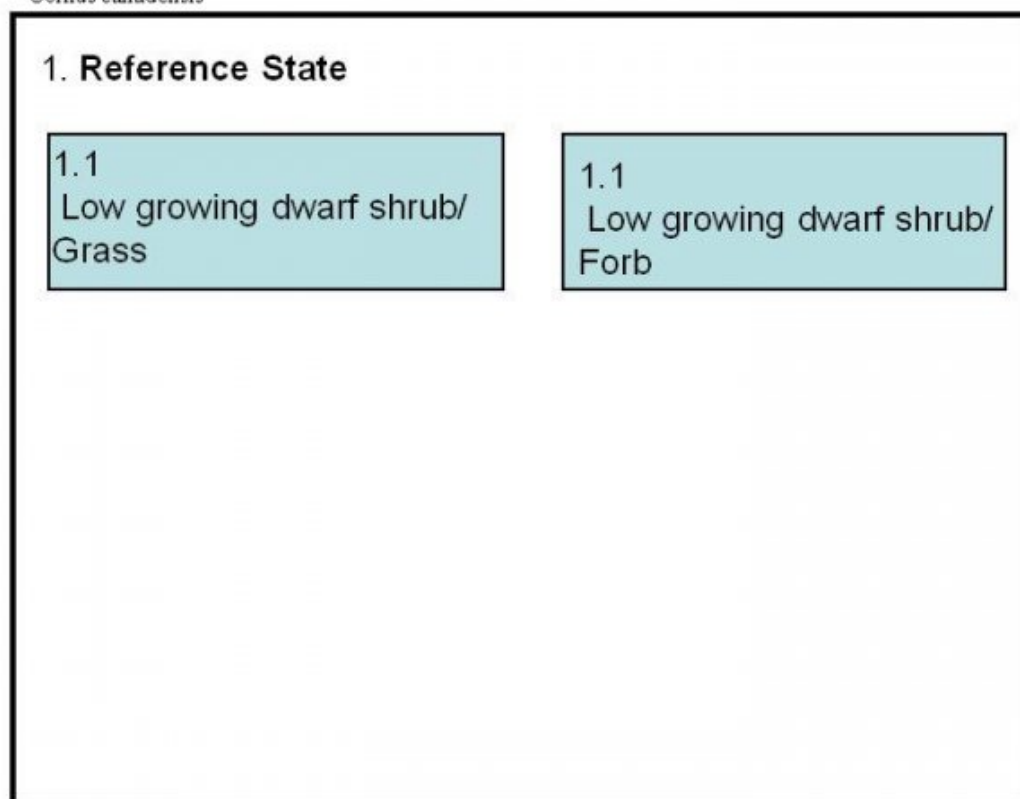 1. Reference State
1.1
Low growing dwarf shrub/
Grass
1.1
Low growing dwarf shrub/
Forb